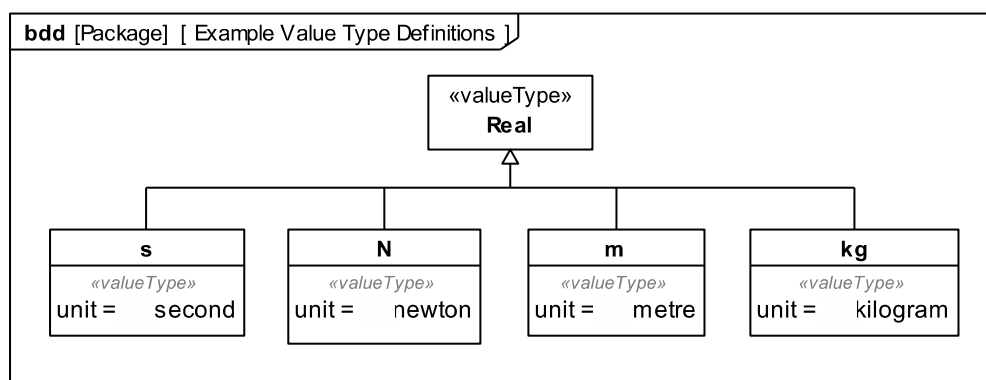 bdd [Package] [ Example Value Type Definitions ]
«valueType»
Real
s
«valueType»
unit = second
N
«valueType»
unit = newton
m
«valueType»
unit = metre
kg
«valueType»
unit = kilogram